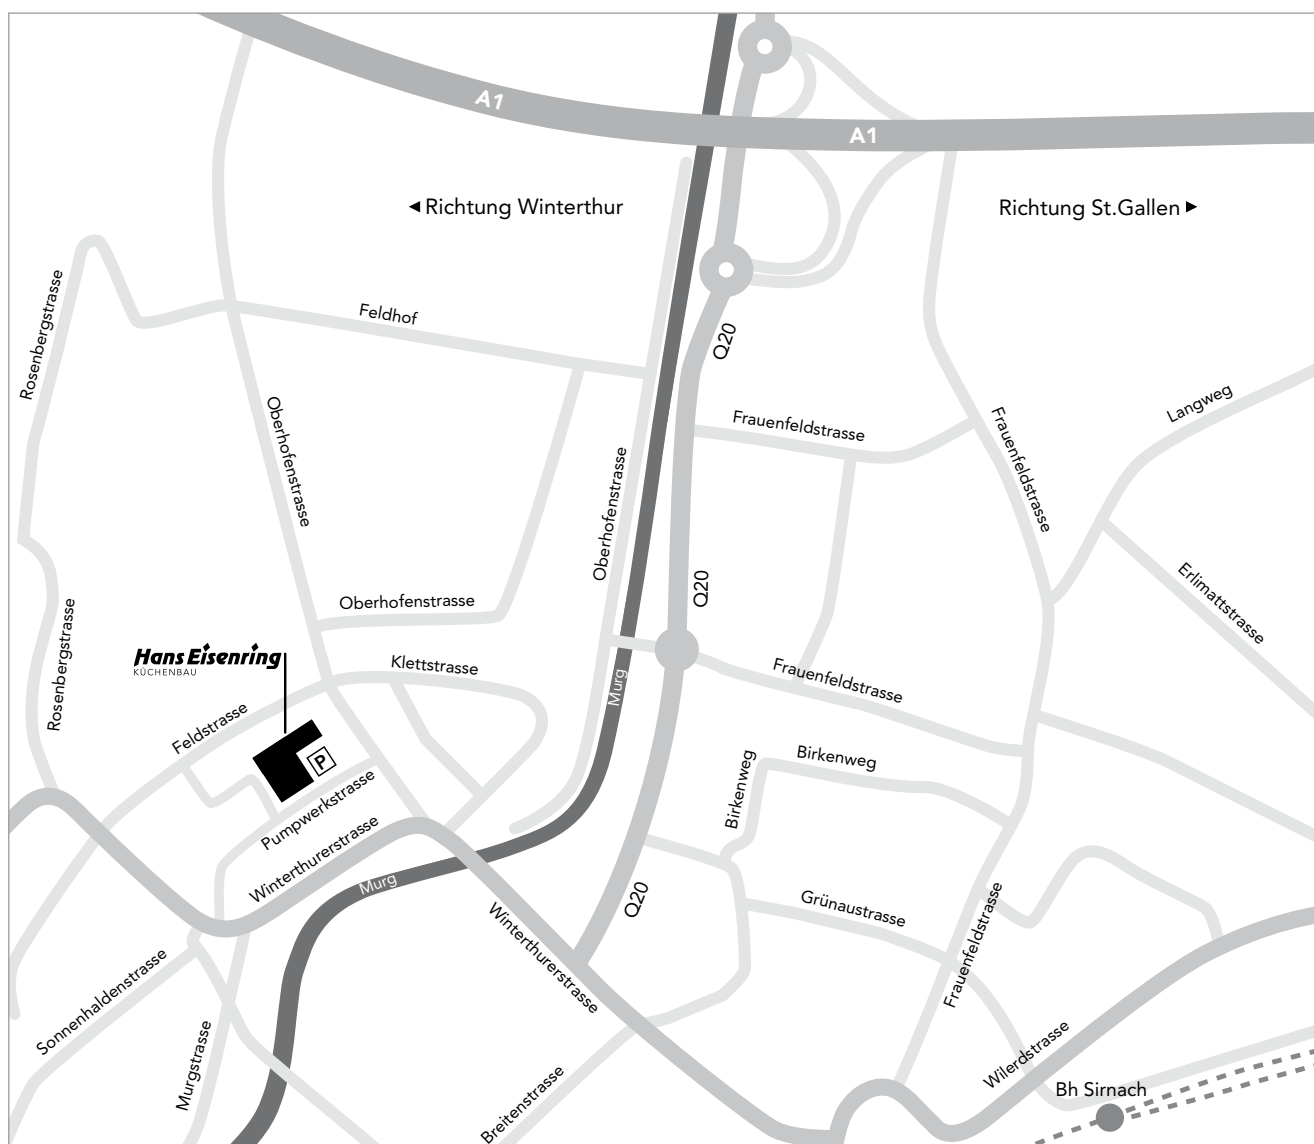 A1
A1
Richtung Winterthur
Richtung St.Gallen
Rosenbergstrasse
Feldhof
Q20
Oberhofenstrasse
Frauenfeldstrasse
Langweg
Frauenfeldstrasse
Oberhofenstrasse
Q20
Erlimattstrasse
Oberhofenstrasse
Rosenbergstrasse
Hans Eisenring
KÜCHENBAU
Klettstrasse
Murg
Frauenfeldstrasse
Feldstrasse
P
Birkenweg
Birkenweg
Pumpwerkstrasse
Winterthurerstrasse
Murg
Q20
Grünaustrasse
Winterthurerstrasse
Frauenfeldstrasse
Sonnenhaldenstrasse
Murgstrasse
Wilerdstrasse
Bh Sirnach
Breitenstrasse